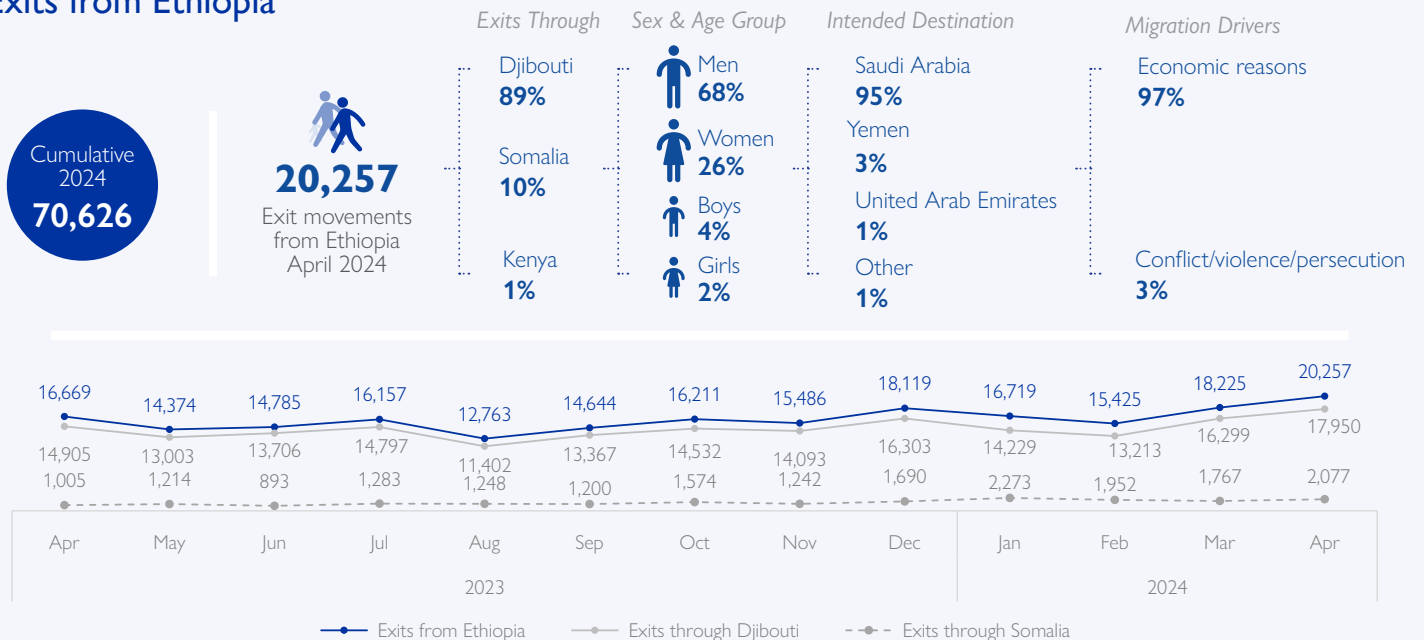 Exits from Ethiopia
Cumulative
2024
70,626
20,257
Exit movements
from Ethiopia
April 2024
Exits Through
Djibouti
89%
Somalia
10%
Kenya
1%
Sex & Age Group
Men
68%
Women
26%
Boys
4%
Girls
2%
Intended Destination
Saudi Arabia
95%
Yemen
3%
United Arab Emirates
1%
Other
1%
Migration Drivers
Economic reasons
97%
Conflict/violence/persecution
3%
16,669 14,374 14,785 16,157 12,763 14,644 16,211 15,486 18,119 16,719 15,425 18,225 20,257
14,905 13,003 13,706 14,797 11,402 13,367 14,532 14,093 16,303 14,229 13,213 16,299 17,950
1,005 1,214 893 1,283 1,248 1,200 1,574 1,242 1,690 2,273 1,952 1,767 2,077
Apr May Jun Jul Aug Sep Oct Nov Dec Jan Feb Mar Apr
2023 2024
Exits from Ethiopia Exits through Djibouti Exits through Somalia